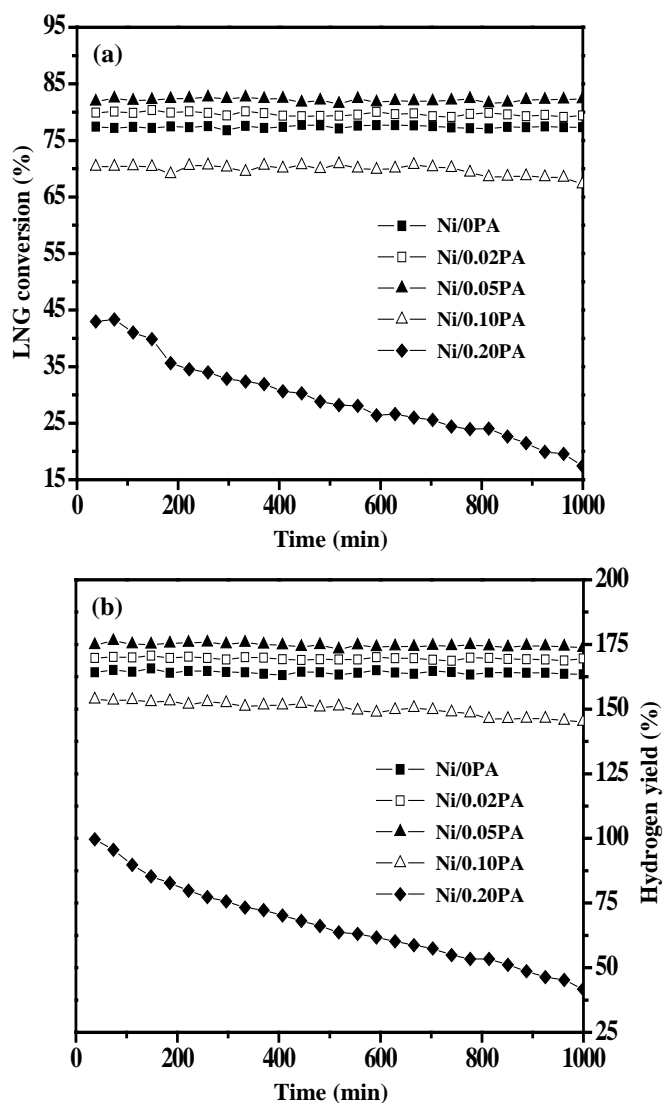 (a)
95
85
75
65
55
45
35
25
15
LNG conversion (%)
Ni/0PA
Ni/0.02PA
Ni/0.05PA
Ni/0.10PA
Ni/0.20PA
0 200 400 600 800 1000
Time (min)
(b)
200
175
150
125
100
75
50
25
Hydrogen yield (%)
Ni/0PA
Ni/0.02PA
Ni/0.05PA
Ni/0.10PA
Ni/0.20PA
0 200 400 600 800 1000
Time (min)